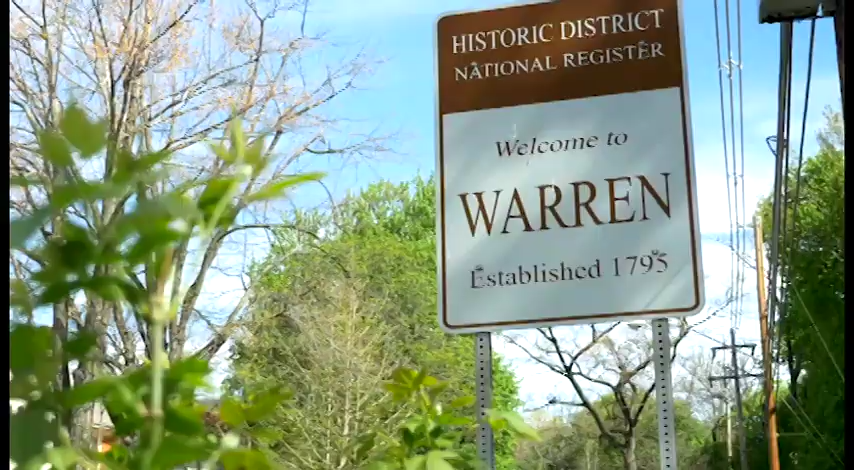 HISTORIC DISTRICT
NATIONAL REGISTER
Welcome to
WARREN
Established 1795